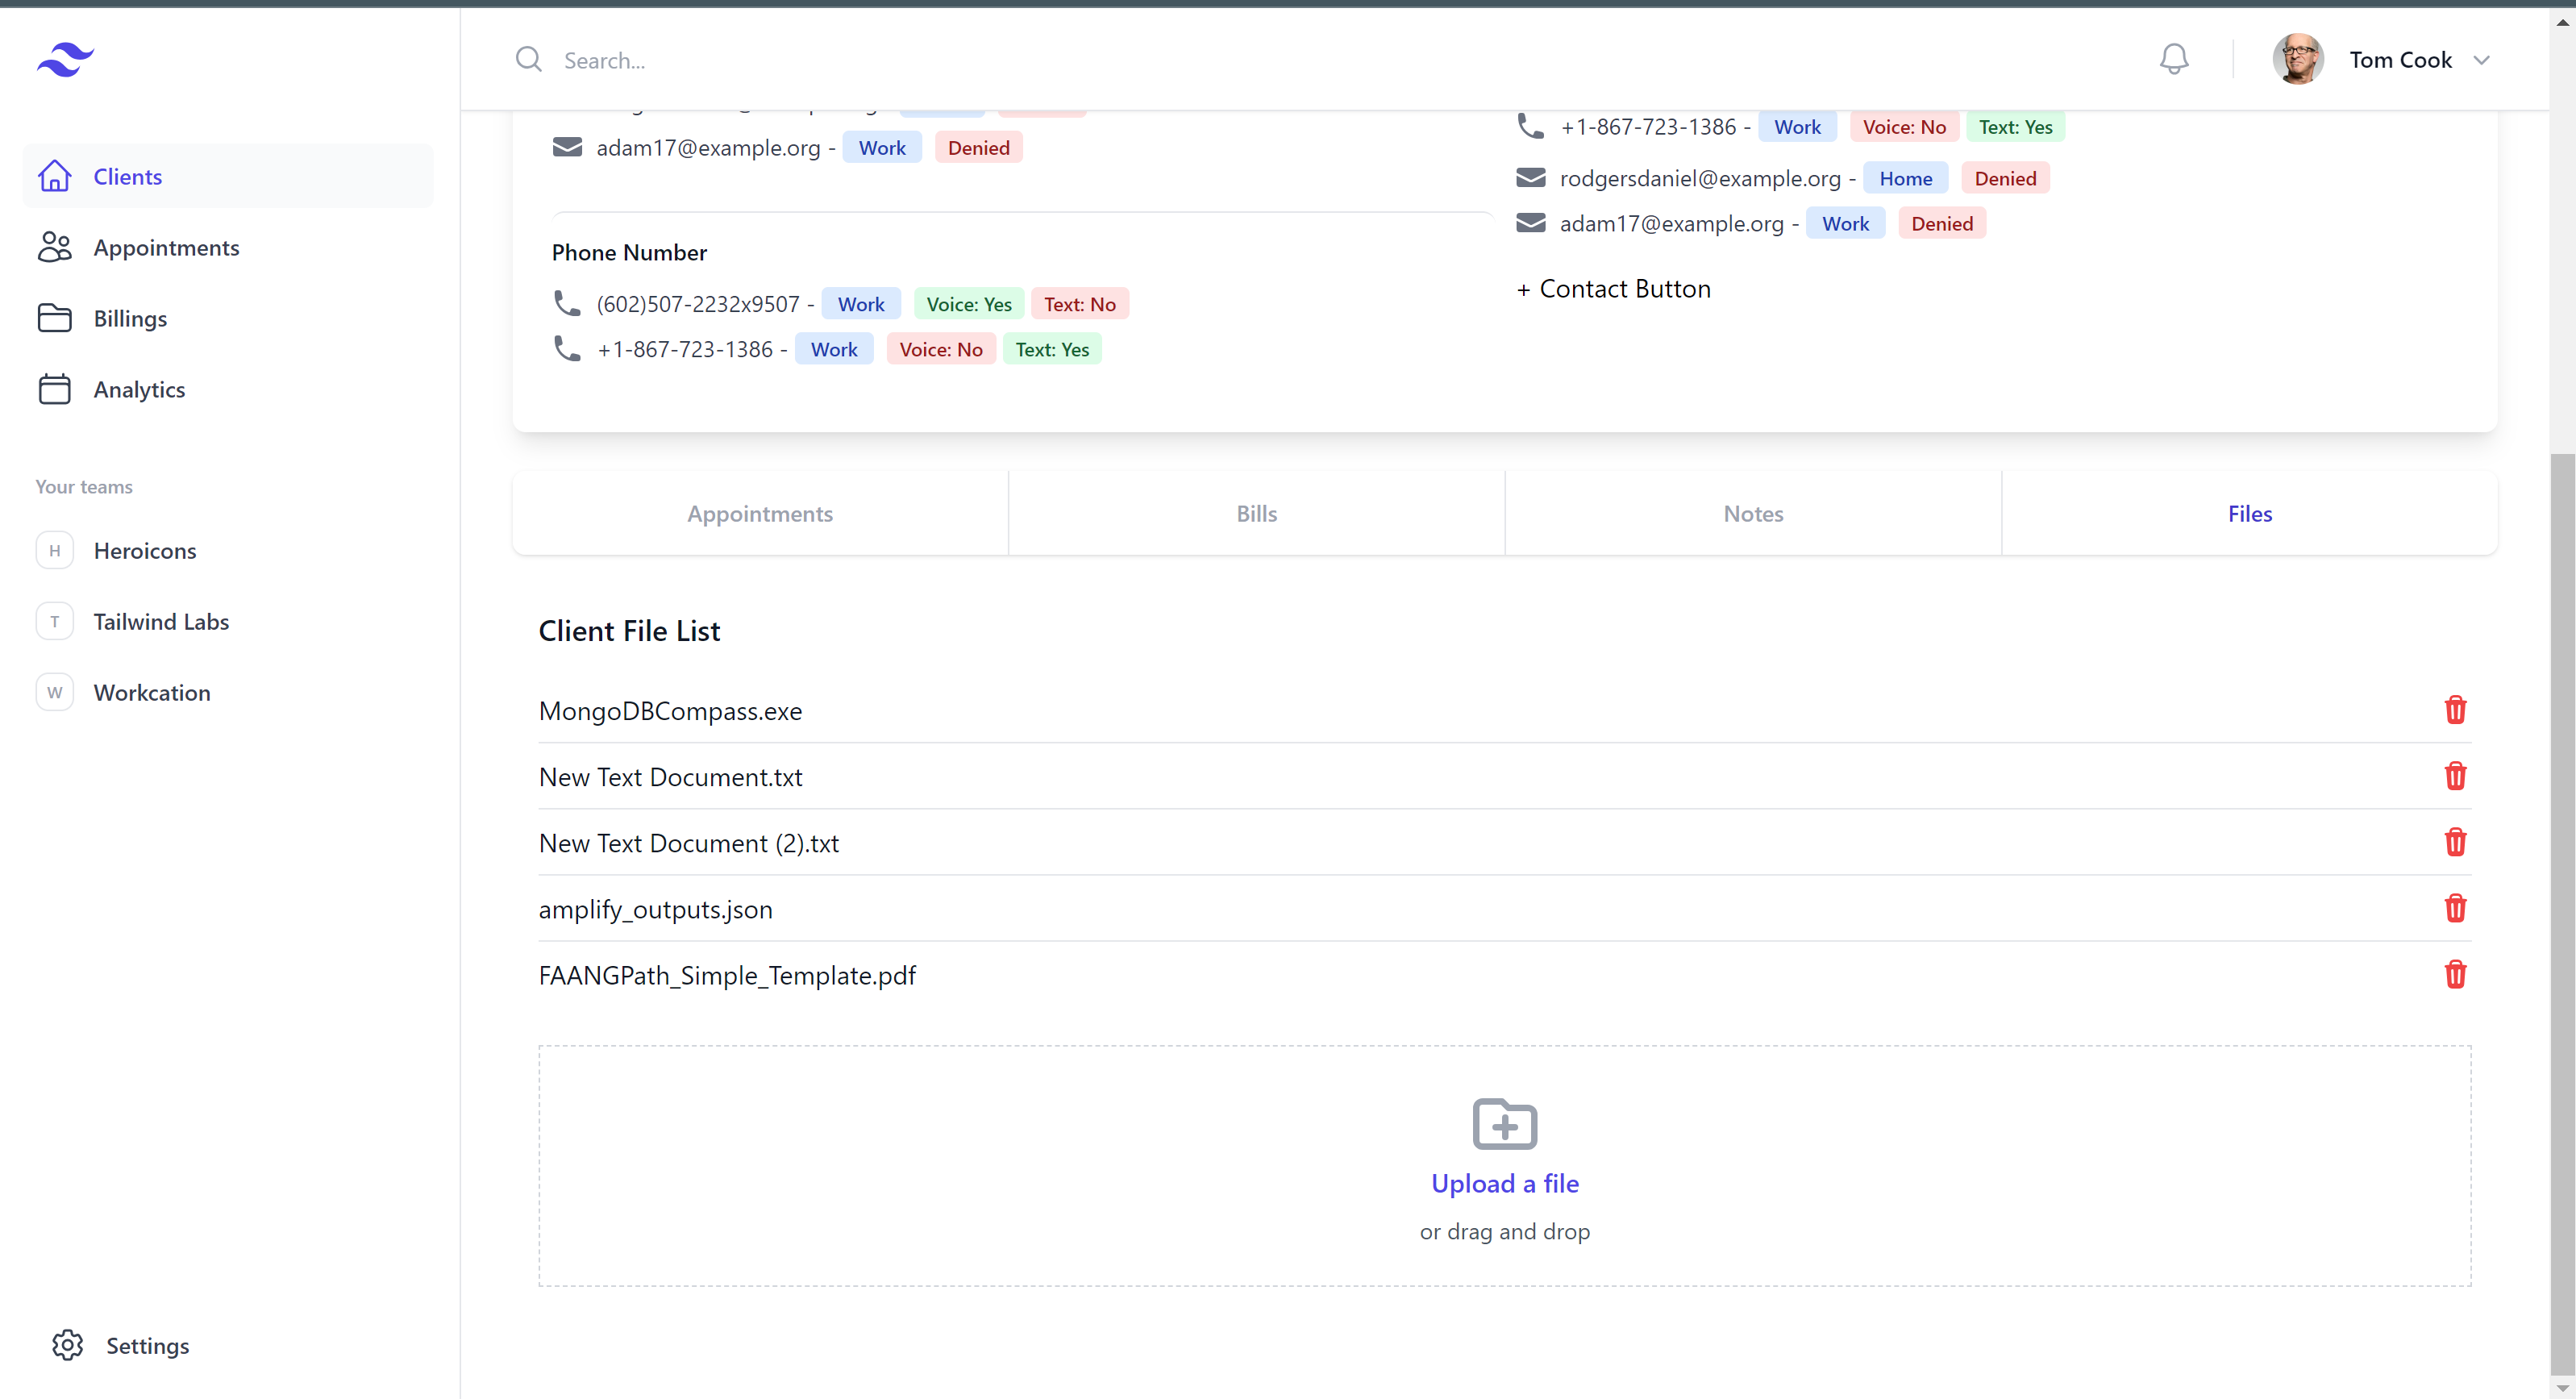 Search...
Tom Cook
Clients
Appointments
Billings
Analytics
Your teams
H Heroicons
T Tailwind Labs
W Workcation
Settings
adam17@example.org - Work Denied
Phone Number
(602)507-2232x9507 - Work Voice: Yes Text: No
+1-867-723-1386 - Work Voice: No Text: Yes
+1-867-723-1386 - Work Voice: No Text: Yes
rodgersdaniel@example.org - Home Denied
adam17@example.org - Work Denied
+ Contact Button
Appointments Bills Notes Files
Client File List
MongoDBCompass.exe
New Text Document.txt
New Text Document (2).txt
amplify_outputs.json
FAANGPath_Simple_Template.pdf
Upload a file
or drag and drop